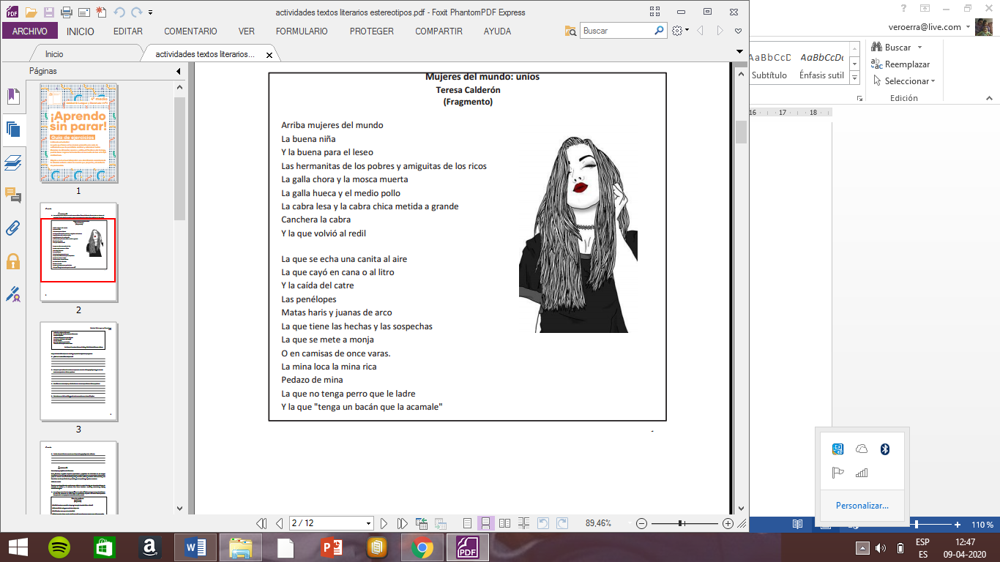 actividades textos literarios estereotipos.pdf - Foxit PhantomPDF Express
ARCHIVO INICIO EDITAR COMENTARIO VER FORMULARIO PROTEGER COMPARTIR AYUDA
Buscar
Inicio
actividades textos literarios...
Páginas
¡Aprendo
sin parar!
Guía de ejercicios
1
2
3
Mujeres del mundo: uníos
Teresa Calderón
(Fragmento)
Arriba mujeres del mundo
La buena niña
Y la buena para el leseo
Las hermanitas de los pobres y amiguitas de los ricos
La galla chora y la mosca muerta
La galla hueca y el medio pollo
La cabra lesa y la cabra chica metida a grande
Canchera la cabra
Y la que volvió al redil
La que se echa una canita al aire
La que cayó en cana o al litro
Y la caída del catre
Las penélopes
Matas haris y juanas de arco
La que tiene las hechas y las sospechas
La que se mete a monja
O en camisas de once varas.
La mina loca la mina rica
Pedazo de mina
La que no tenga perro que le ladre
Y la que "tenga un bacán que la acamale"
2 / 12
89,46%
veroerra@live.com
AaBbCcD
AaBbCcDc
Subtítulo
Énfasis sutil
Buscar
Reemplazar
Seleccionar
Edición
16 17 18
Personalizar...
110 %
ESP
ES
12:47
09-04-2020